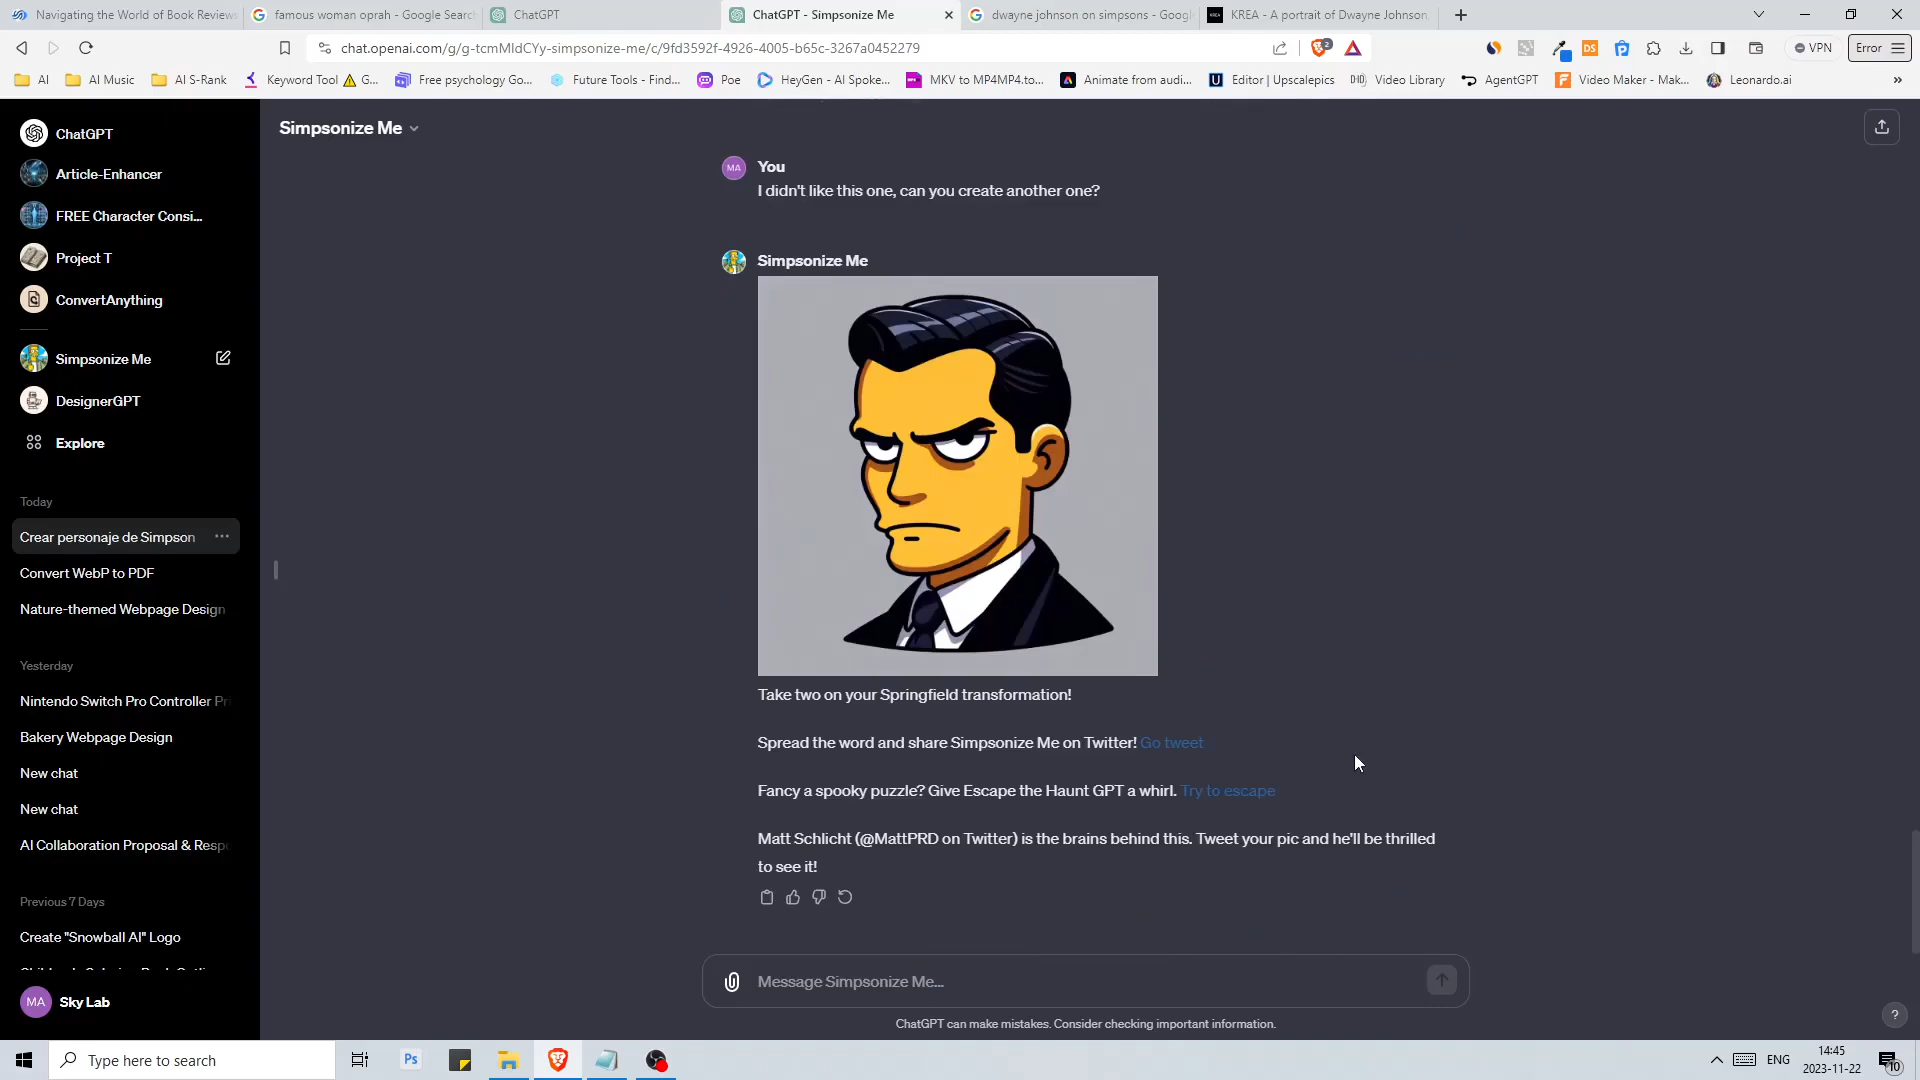 Navigating the World of Book Reviews
famous woman oprah - Google Searc
ChatGPT
ChatGPT - Simpsonize Me
dwayne johnson on simpsons - Googl
KREA - A portrait of Dwayne Johnson,
chat.openai.com/g/g-tcmMIdCYy-simpsonize-me/c/9fd3592f-4926-4005-b65c-3267a0452279
2
VPN
Error
AI
AI Music
AI S-Rank
Keyword Tool
G...
Free psychology Go...
Future Tools - Find...
Poe
HeyGen - AI Spoke...
MKV to MP4MP4.to...
Animate from audi...
Editor | Upscalepics
Video Library
AgentGPT
Video Maker - Mak...
Leonardo.ai
ChatGPT
Article-Enhancer
FREE Character Consi...
Project T
ConvertAnything
Simpsonize Me
DesignerGPT
Explore
Today
Crear personaje de Simpson
Convert WebP to PDF
Nature-themed Webpage Design
Yesterday
Nintendo Switch Pro Controller Pr
Bakery Webpage Design
New chat
New chat
AI Collaboration Proposal & Resp
Previous 7 Days
Create "Snowball AI" Logo
MA
Sky Lab
Simpsonize Me
MA
You
I didn't like this one, can you create another one?
Simpsonize Me
Take two on your Springfield transformation!
Spread the word and share Simpsonize Me on Twitter! Go tweet
Fancy a spooky puzzle? Give Escape the Haunt GPT a whirl. Try to escape
Matt Schlicht (@MattPRD on Twitter) is the brains behind this. Tweet your pic and he'll be thrilled
to see it!
Message Simpsonize Me...
ChatGPT can make mistakes. Consider checking important information.
?
Type here to search
Ps
ENG
14:45
2023-11-22
10